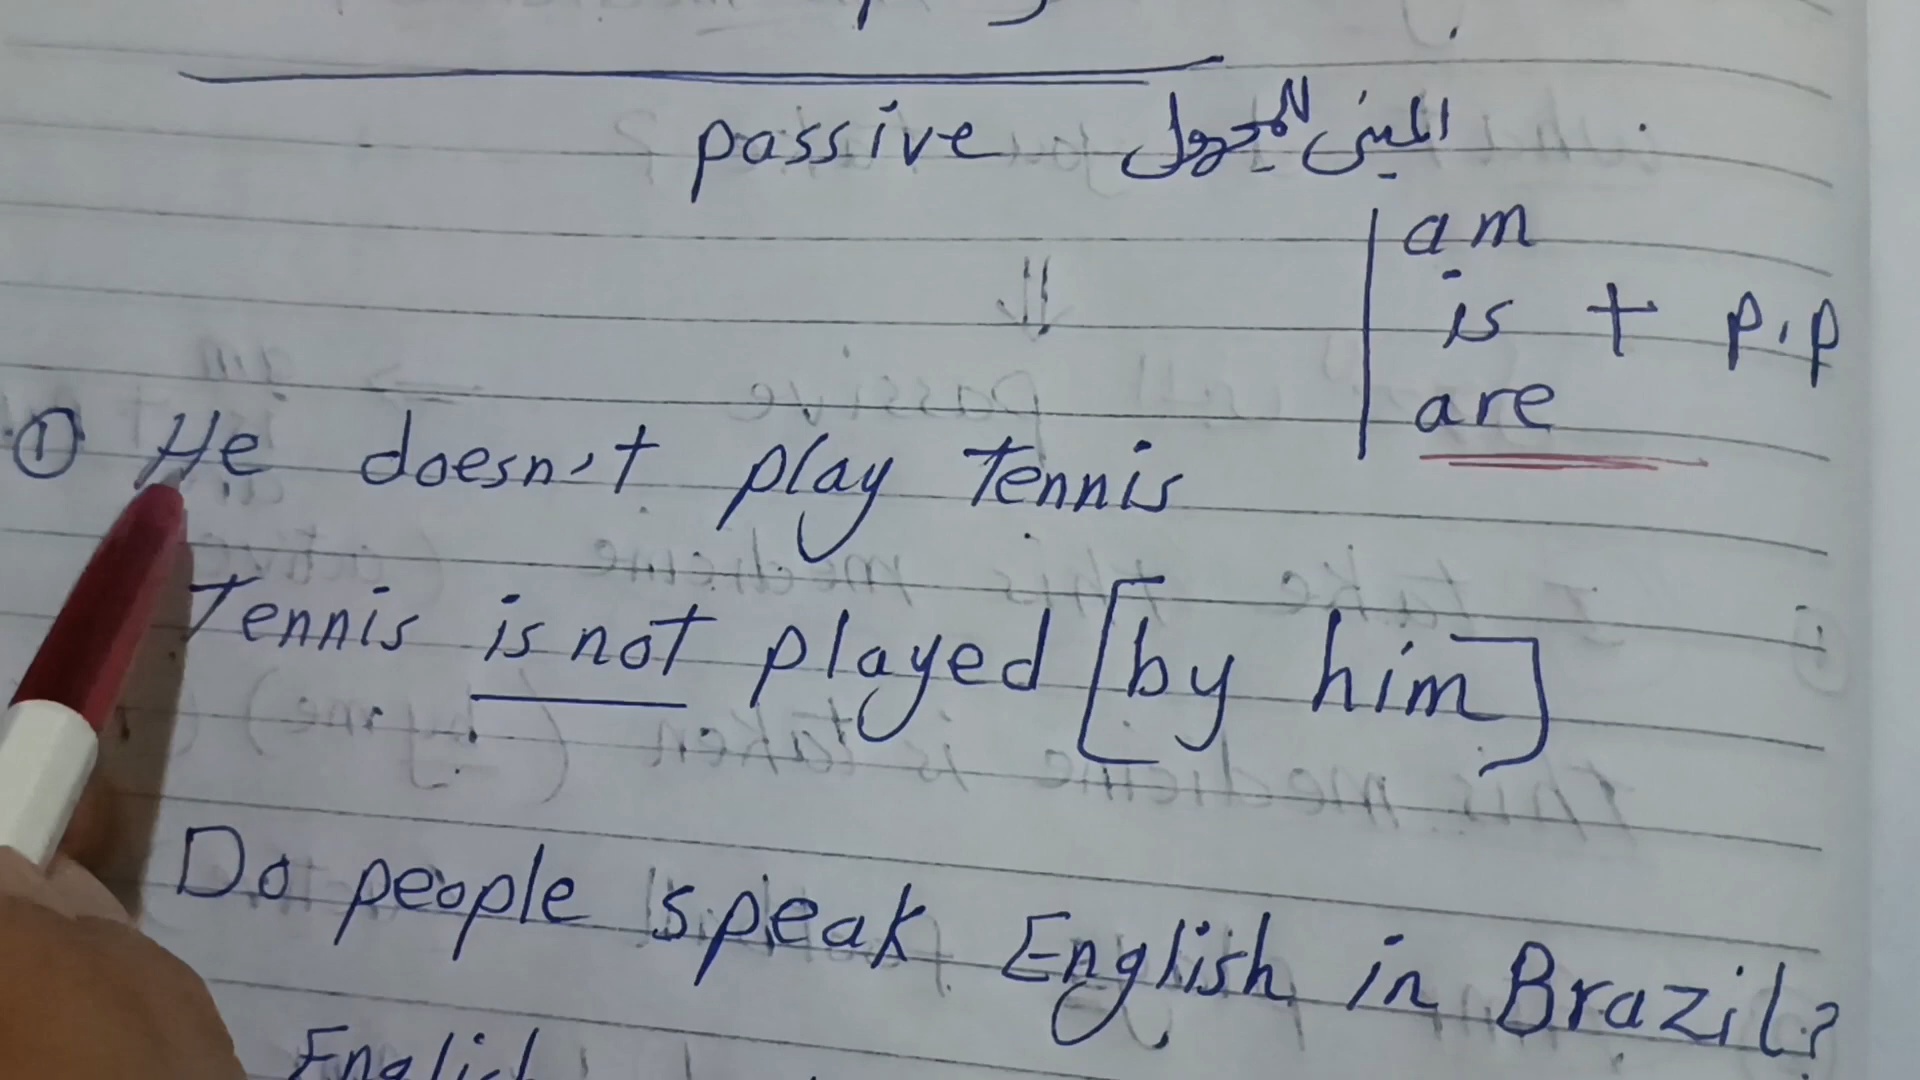 passive المبني للمجهول
am
is + p.p
are
① He doesn't play Tennis
Tennis is not played [by him]
Do people speak English in Brazil?
English